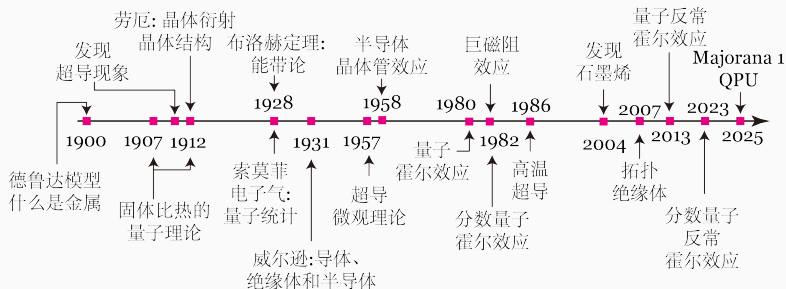 劳厄: 晶体衍射
晶体结构
发现
超导现象
布洛赫定理:
能带论
半导体
晶体管效应
巨磁阻
效应
发现
石墨烯
量子反常
霍尔效应
Majorana 1
QPU
1928
1958
1980
1986
2007
2023
1900
1907
1912
1931
1957
1982
2004
2013
2025
德鲁达模型
什么是金属
固体比热的
量子理论
索莫菲
电子气:
量子统计
威尔逊:导体、
绝缘体和半导体
超导
微观理论
量子
霍尔效应
分数量子
霍尔效应
高温
超导
拓扑
绝缘体
分数量子
反常
霍尔效应